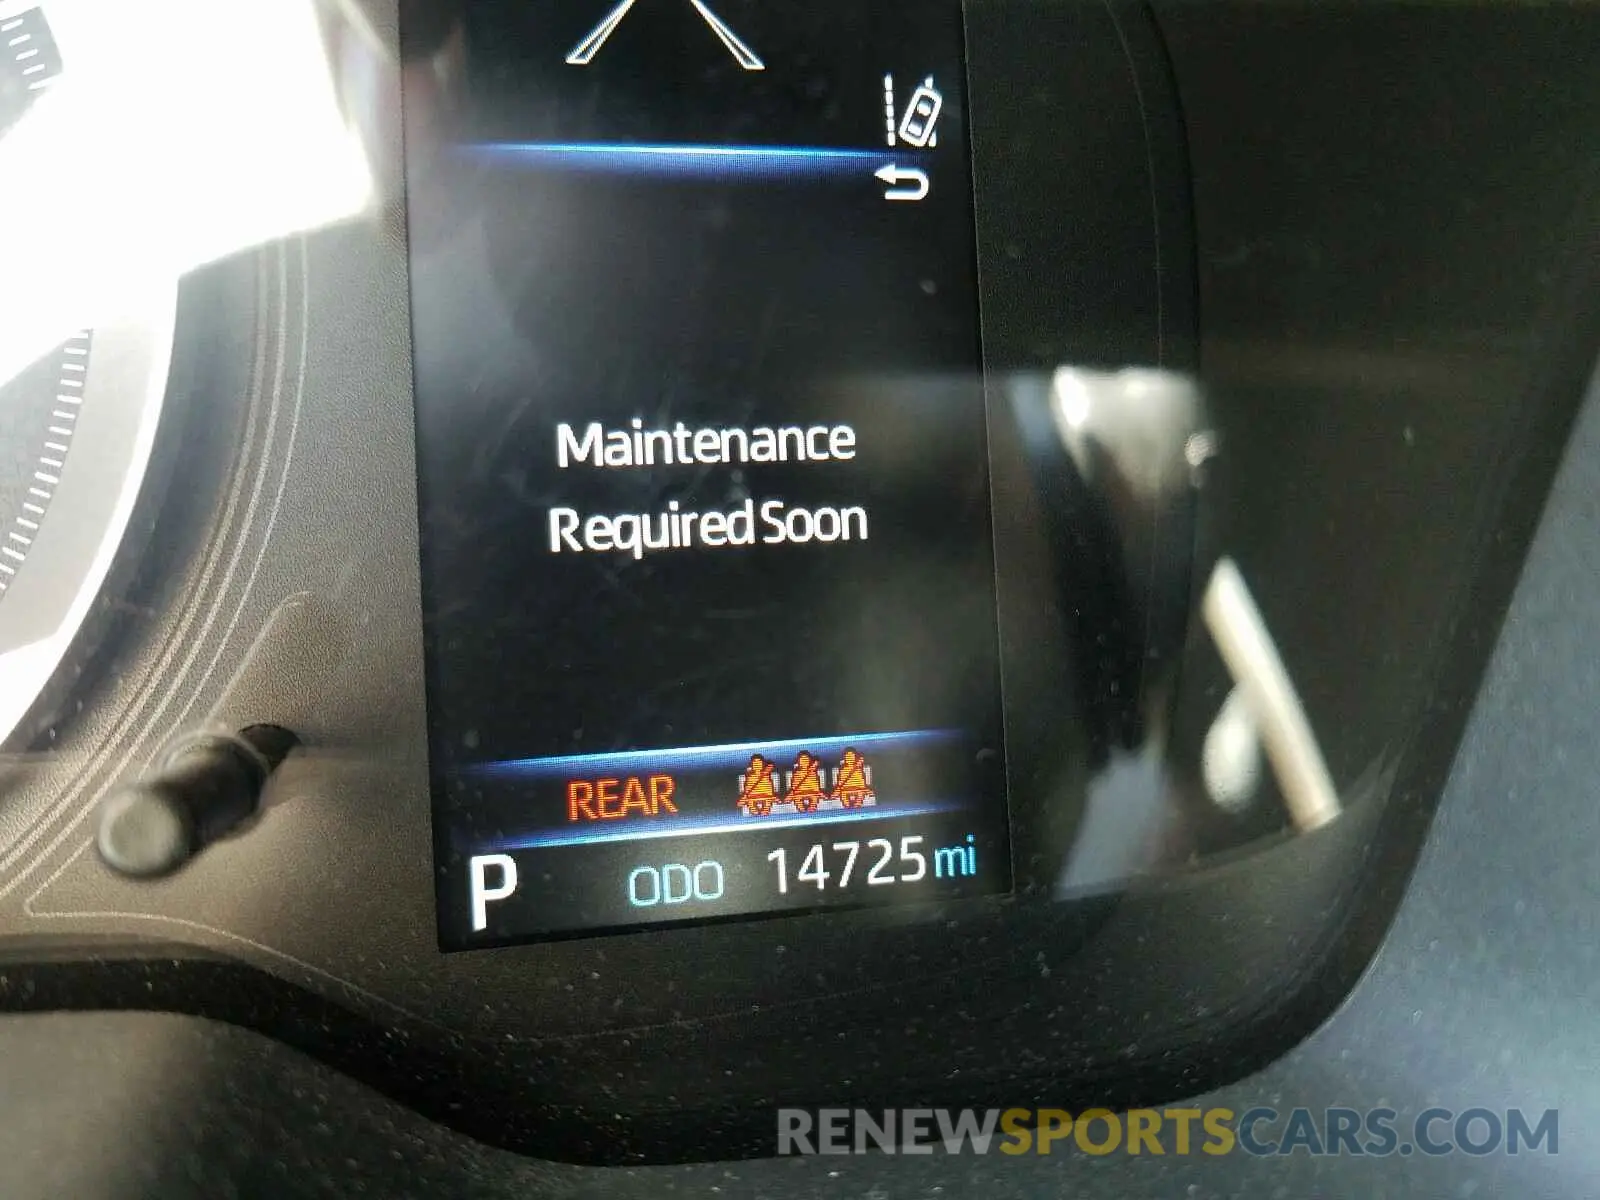 Maintenance
Required Soon
REAR
P ODO 14725 mi
RENEWSPORTSCARS.COM